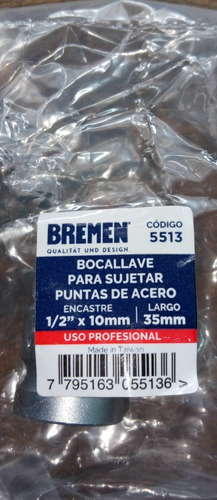 BREMEN®
QUALITÄT UND DESIGN
CÓDIGO
5513
BOCALLAVE
PARA SUJETAR
PUNTAS DE ACERO
ENCASTRE
1/2" x 10mm
LARGO
35mm
USO PROFESIONAL
Made in Taiwan
7 795163 055136 >